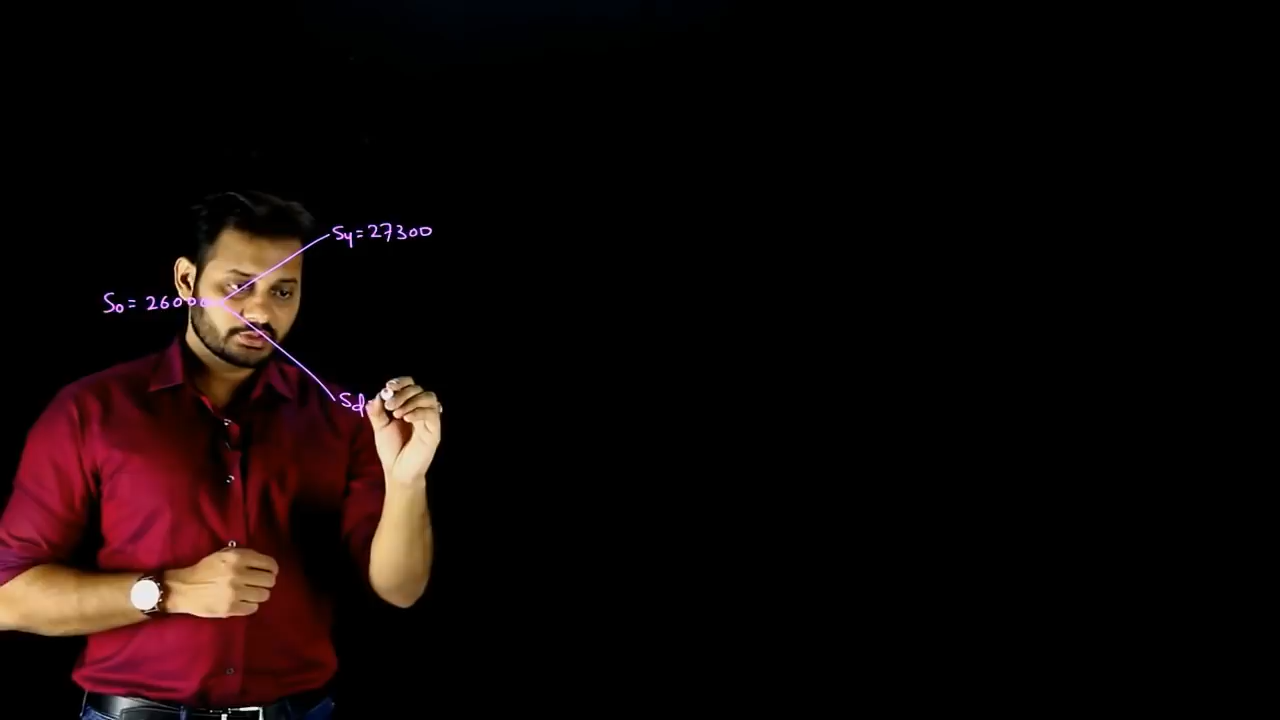 Su = 27300
S0 = 26000
Sd